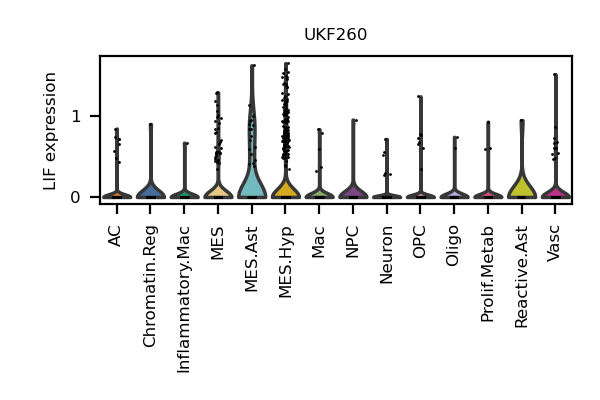 UKF260
LIF expression
1
0
AC
Chromatin.Reg
Inflammatory.Mac
MES
MES.Ast
MES.Hyp
Mac
NPC
Neuron
OPC
Oligo
Prolif.Metab
Reactive.Ast
Vasc